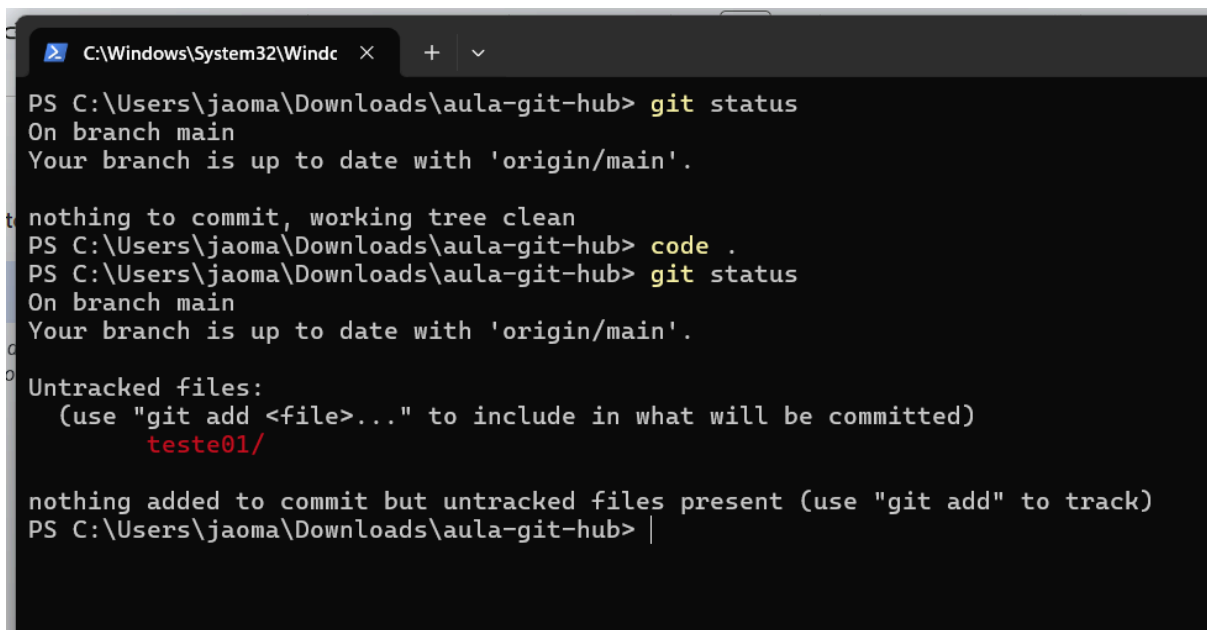 C:\Windows\System32\Windc
PS C:\Users\jaoma\Downloads\aula-git-hub> git status
On branch main
Your branch is up to date with 'origin/main'.
nothing to commit, working tree clean
PS C:\Users\jaoma\Downloads\aula-git-hub> code .
PS C:\Users\jaoma\Downloads\aula-git-hub> git status
On branch main
Your branch is up to date with 'origin/main'.
Untracked files:
(use "git add <file>..." to include in what will be committed)
teste01/
nothing added to commit but untracked files present (use "git add" to track)
PS C:\Users\jaoma\Downloads\aula-git-hub>